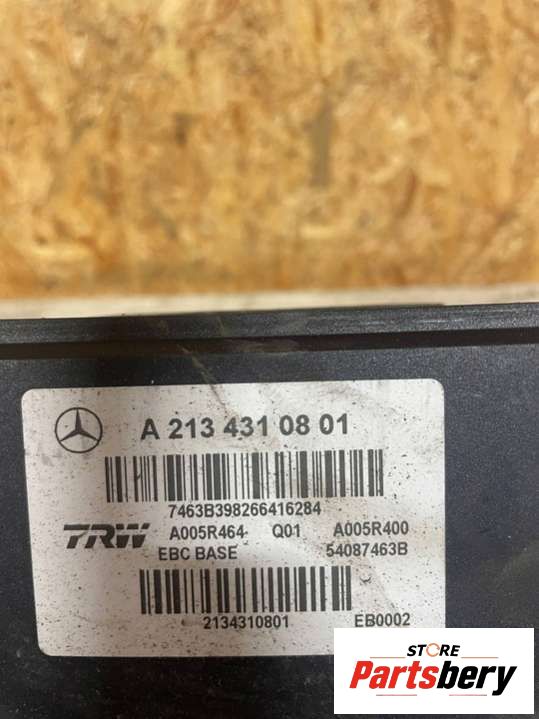 A 213 431 08 01
7463B398266416284
TRW A005R464 Q01 A005R400
EBC BASE 54087463B
2134310801 EB0002
STORE
Partsbery